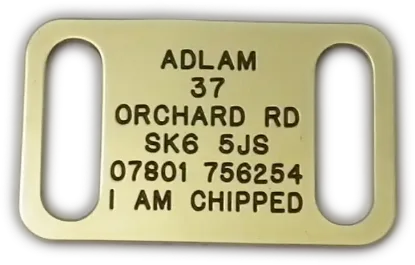 ADLAM
37
ORCHARD RD
SK6 5JS
07801 756254
I AM CHIPPED